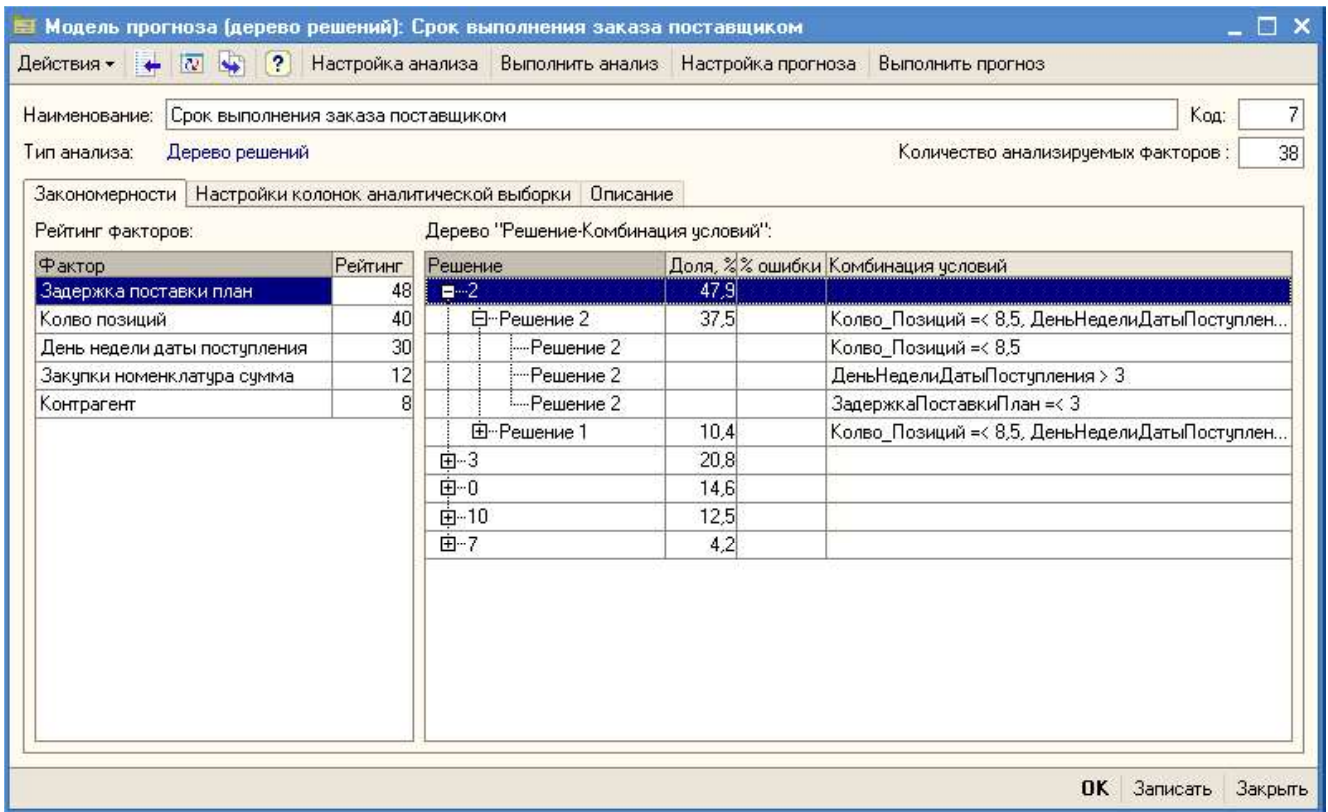 Модель прогноза (дерево решений): Срок выполнения заказа поставщиком
Действия ? Настройка анализа Выполнить анализ Настройка прогноза Выполнить прогноз
Наименование: Срок выполнения заказа поставщиком Код: 7
Тип анализа: Дерево решений Количество анализируемых факторов : 38
Закономерности Настройки колонок аналитической выборки Описание
Рейтинг факторов: Дерево "Решение-Комбинация условий":
Фактор Рейтинг Решение Доля, % % ошибки Комбинация условий
Задержка поставки план 48 2 47,9
Колво позиций 40 Решение 2 37,5 Колво_Позиций =< 8,5, ДеньНеделиДатыПоступлен...
День недели даты поступления 30 Решение 2 Колво_Позиций =< 8,5
Закупки номенклатура сумма 12 Решение 2 ДеньНеделиДатыПоступления > 3
Контрагент 8 Решение 2 ЗадержкаПоставкиПлан =< 3
Решение 1 10,4 Колво_Позиций =< 8,5, ДеньНеделиДатыПоступлен...
3 20,8
0 14,6
10 12,5
7 4,2
OK Записать Закрыть